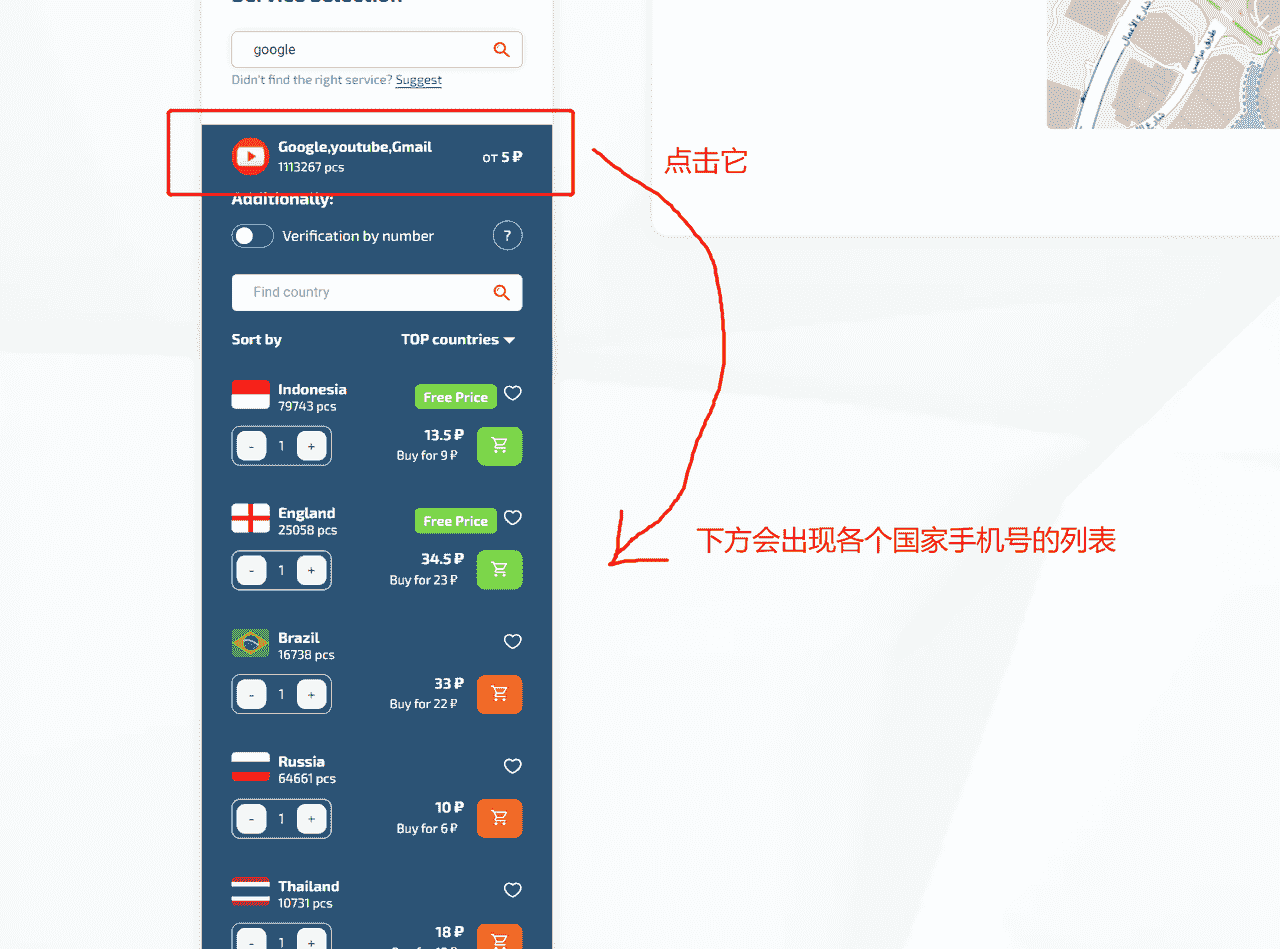 Service selection
google
Didn't find the right service? Suggest
Google,youtube,Gmail
1113267 pcs
от 5 ₽
点击它
Additionally:
Verification by number
?
Find country
Sort by
TOP countries
Indonesia
79743 pcs
Free Price
- 1 +
13.5 ₽
Buy for 9 ₽
下方会出现各个国家手机号的列表
England
25058 pcs
Free Price
- 1 +
34.5 ₽
Buy for 23 ₽
Brazil
16738 pcs
- 1 +
33 ₽
Buy for 22 ₽
Russia
64661 pcs
- 1 +
10 ₽
Buy for 6 ₽
Thailand
10731 pcs
- 1 +
18 ₽